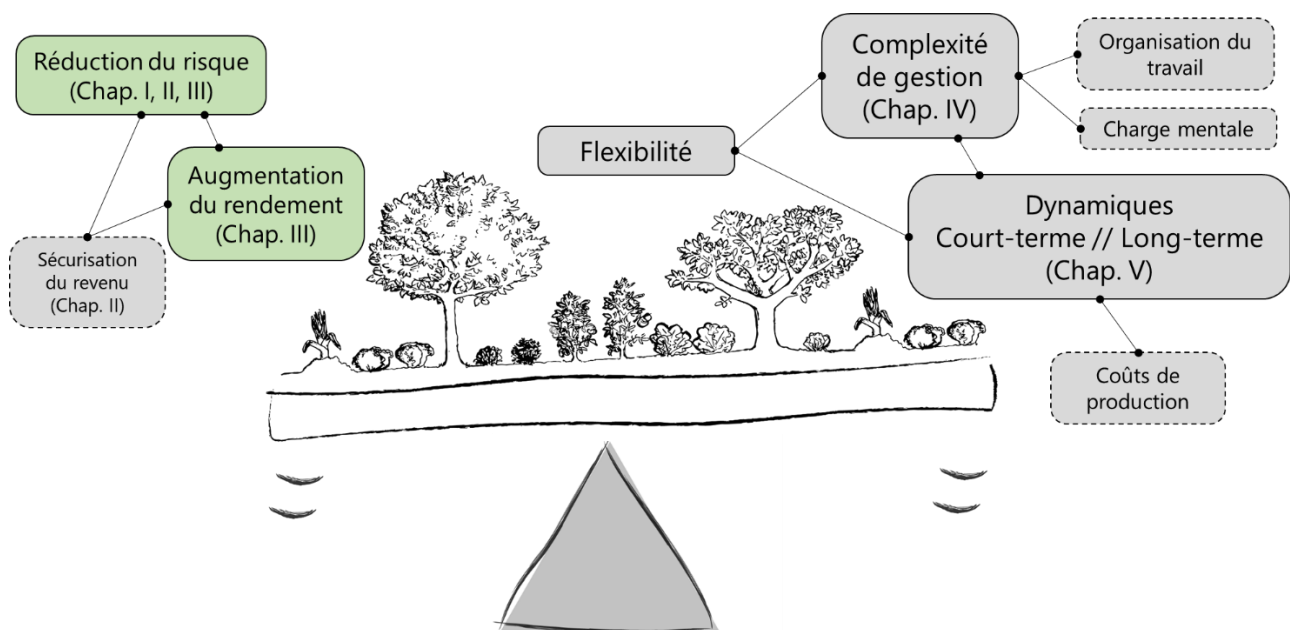 Réduction du risque
(Chap. I, II, III)
Augmentation
du rendement
(Chap. III)
Sécurisation
du revenu
(Chap. II)
Flexibilité
Complexité
de gestion
(Chap. IV)
Organisation du
travail
Charge mentale
Dynamiques
Court-terme // Long-terme
(Chap. V)
Coûts de
production